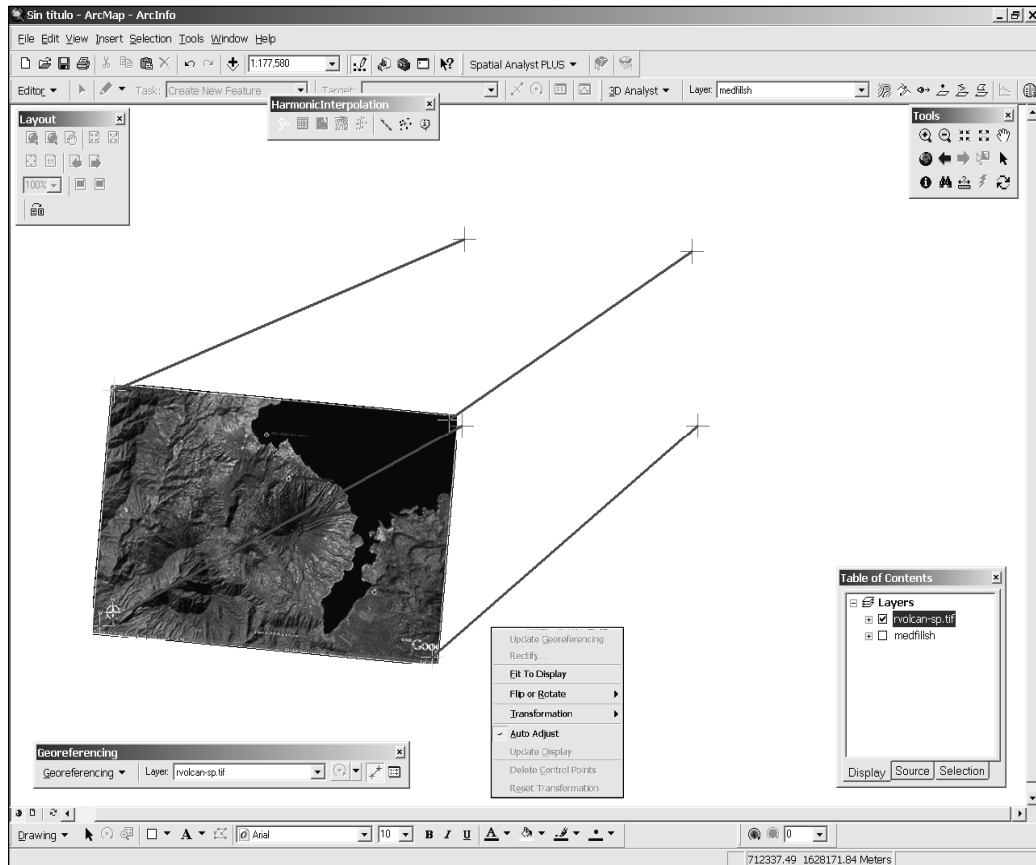 Sin título - ArcMap - ArcInfo
File Edit View Insert Selection Tools Window Help
1:177,580 Spatial Analyst PLUS
Editor Task: Create New Feature Target: 3D Analyst Layer: medfillsh
HarmonicInterpolation
Layout
100%
Tools
Table of Contents
Layers
rvolcan-sp.tif
medfillsh
Display Source Selection
Update Georeferencing
Rectify...
Fit To Display
Flip or Rotate
Transformation
Auto Adjust
Update Display
Delete Control Points
Reset Transformation
Georeferencing
Georeferencing Layer: rvolcan-sp.tif
Drawing A Arial 10 B I U A 0
712337.49 1628171.84 Meters